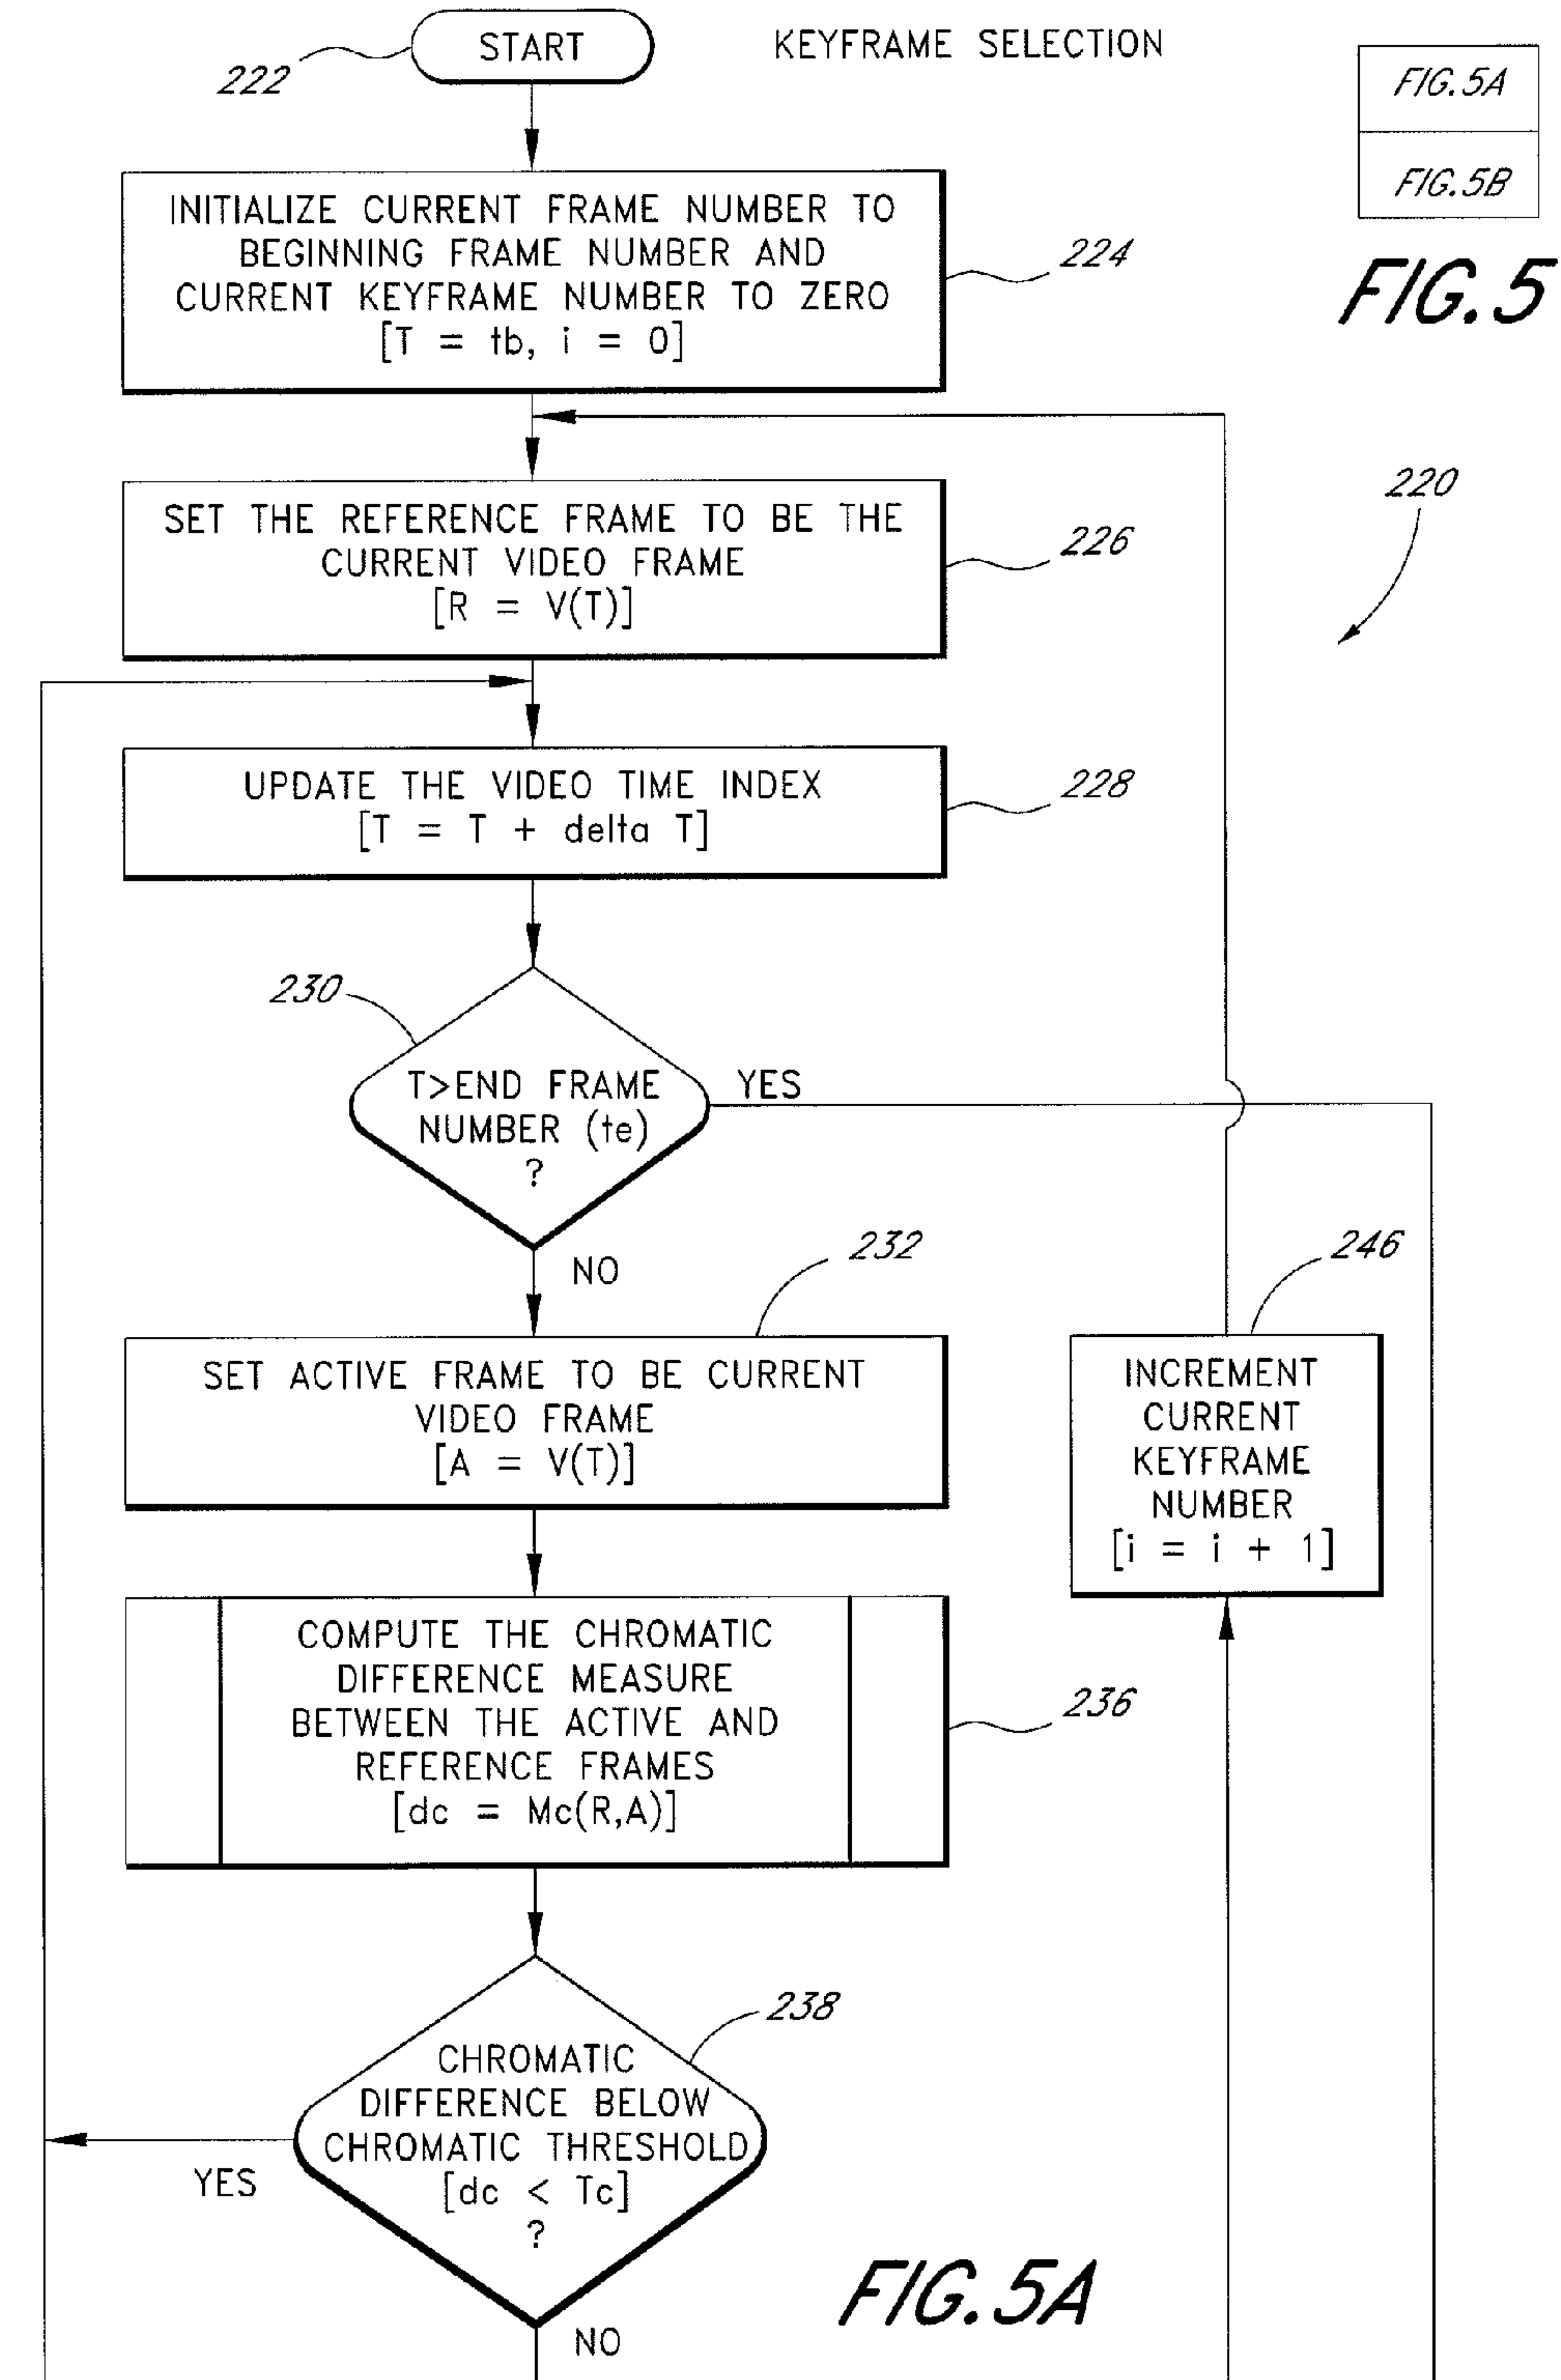 START
KEYFRAME SELECTION
222
FIG.5A
FIG.5B
FIG.5
INITIALIZE CURRENT FRAME NUMBER TO
BEGINNING FRAME NUMBER AND
CURRENT KEYFRAME NUMBER TO ZERO
[T = tb, i = 0]
224
220
SET THE REFERENCE FRAME TO BE THE
CURRENT VIDEO FRAME
[R = V(T)]
226
UPDATE THE VIDEO TIME INDEX
[T = T + delta T]
228
230
T>END FRAME
NUMBER (te)
?
YES
NO
232
SET ACTIVE FRAME TO BE CURRENT
VIDEO FRAME
[A = V(T)]
246
INCREMENT
CURRENT
KEYFRAME
NUMBER
[i = i + 1]
COMPUTE THE CHROMATIC
DIFFERENCE MEASURE
BETWEEN THE ACTIVE AND
REFERENCE FRAMES
[dc = Mc(R,A)]
236
238
CHROMATIC
DIFFERENCE BELOW
CHROMATIC THRESHOLD
[dc < Tc]
?
YES
NO
FIG.5A